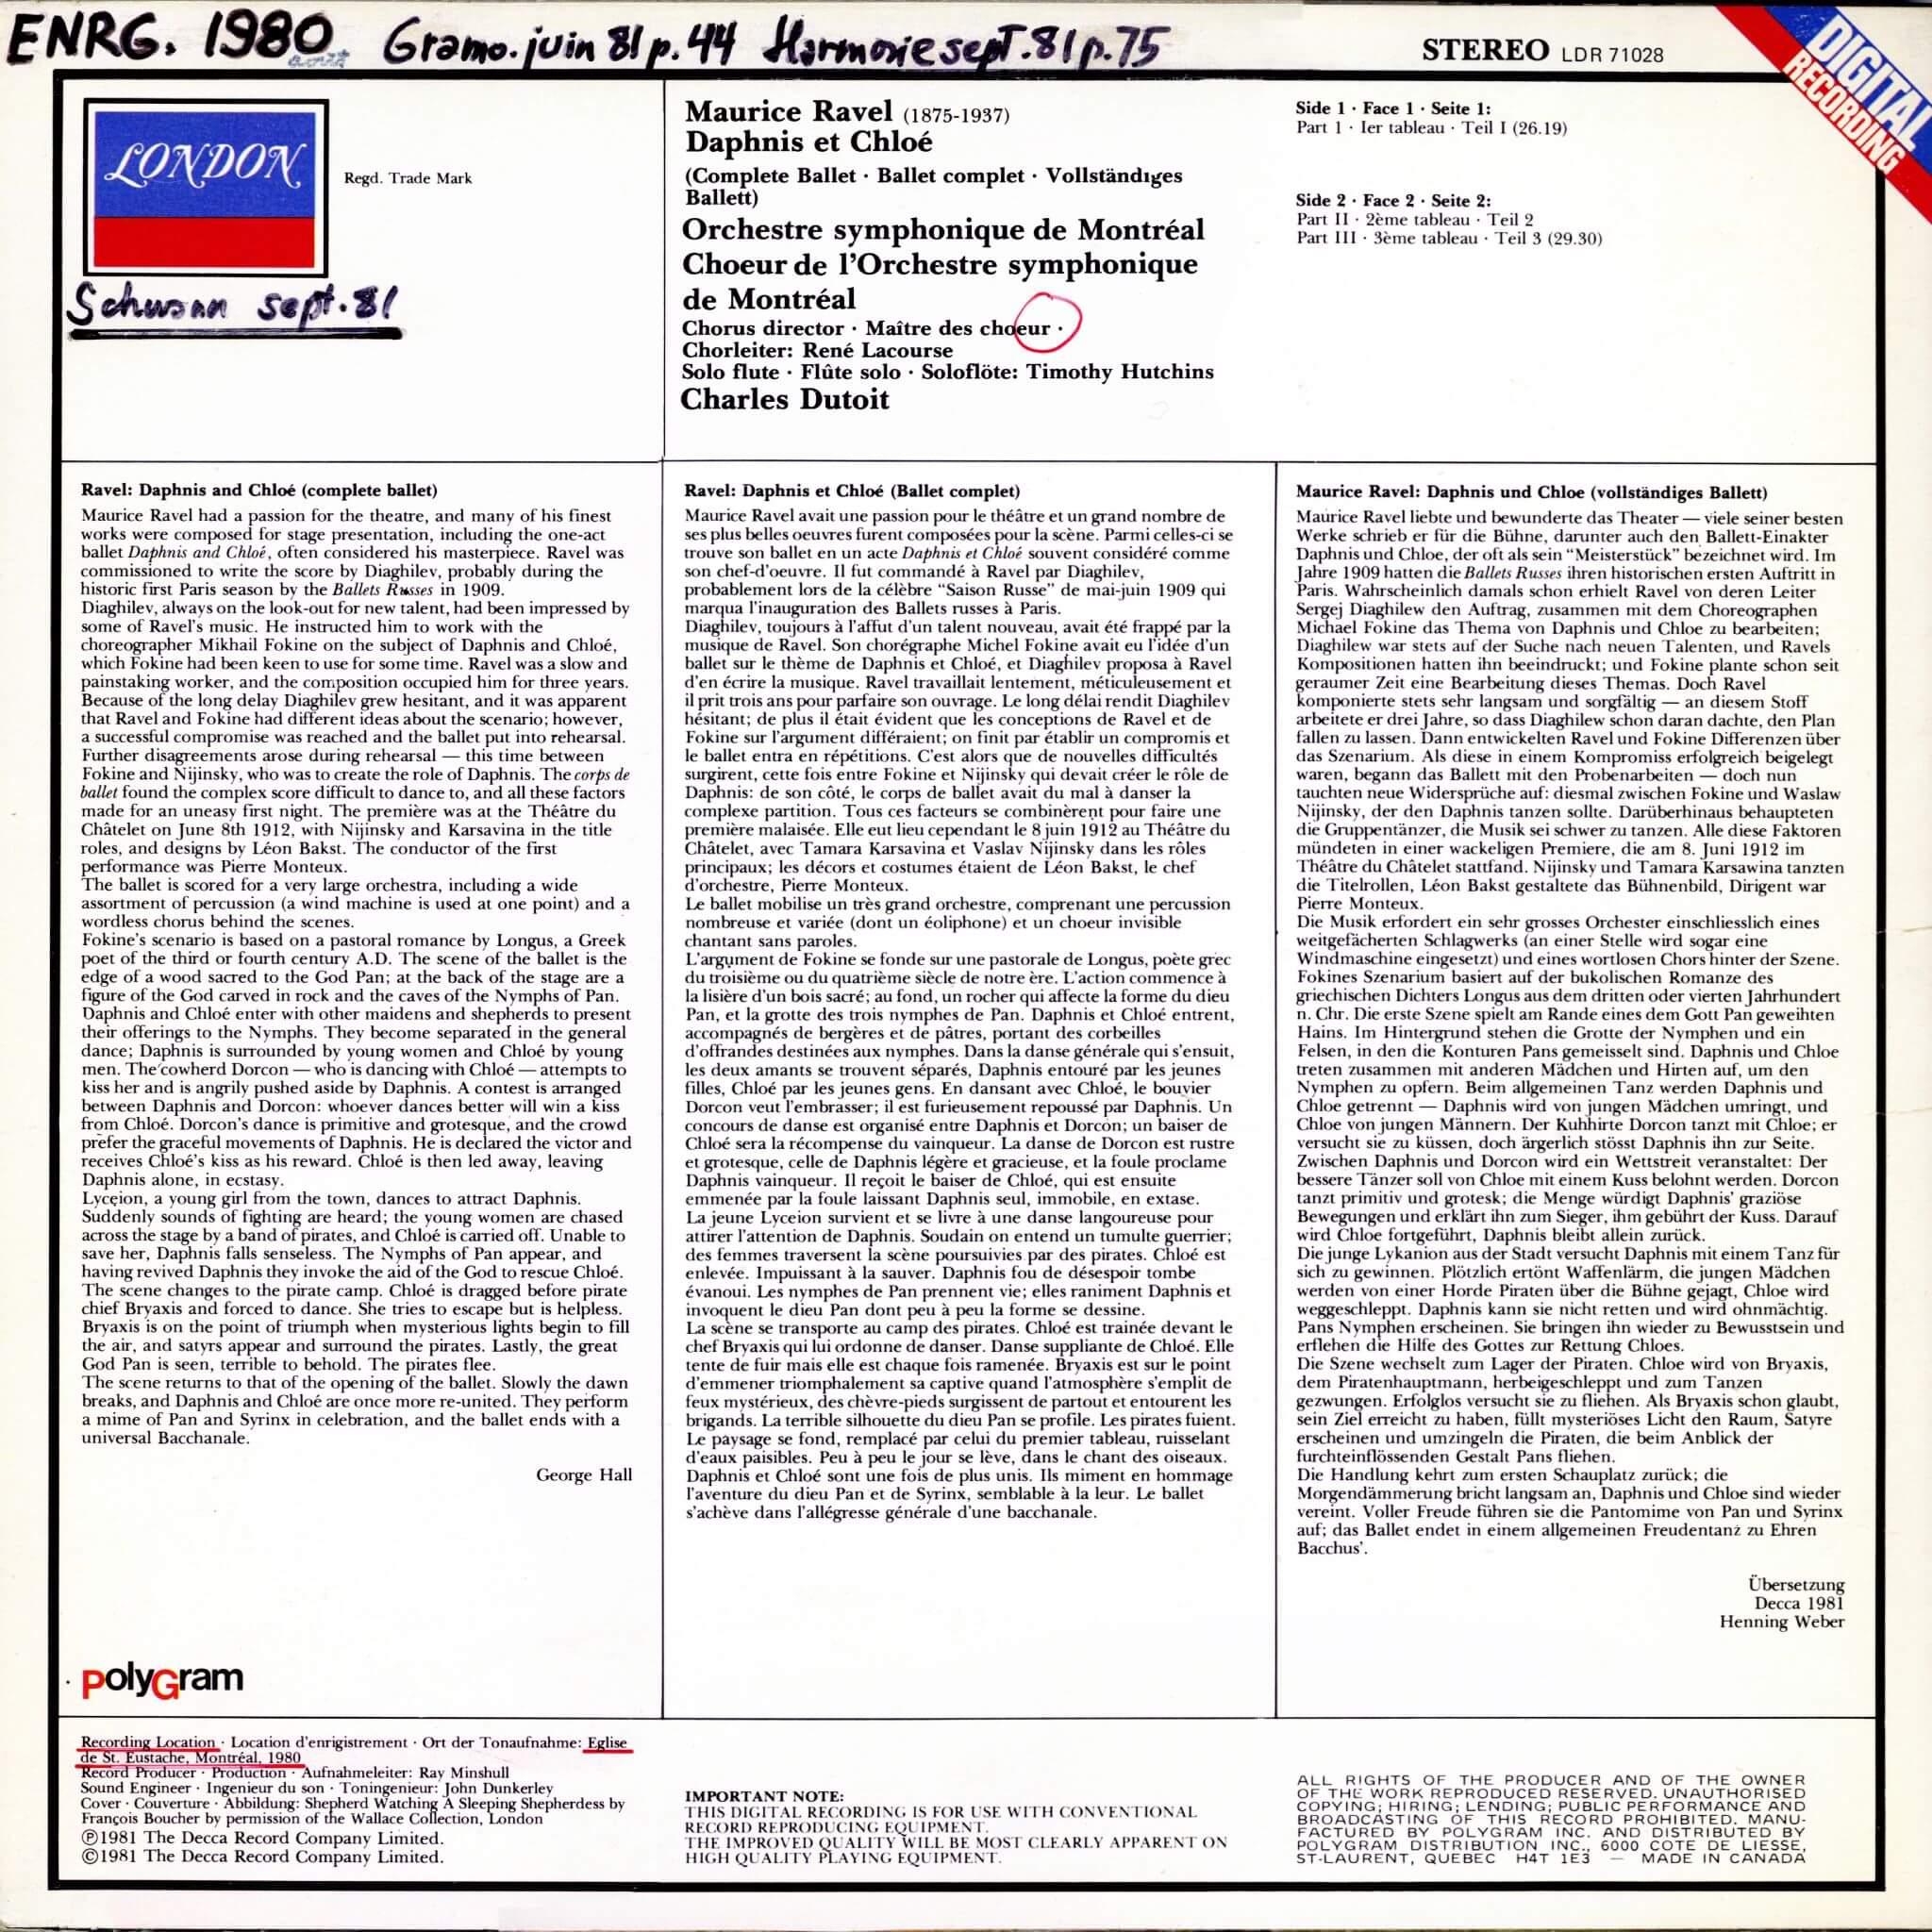 ENRG. 1980 Gramo. juin 81 p. 44 Harmonie sept. 81 p. 75
STEREO LDR 71028
DIGITAL
RECORDING
LONDON
Regd. Trade Mark
Schwann sept. 81
Maurice Ravel (1875-1937)
Daphnis et Chloé
(Complete Ballet · Ballet complet · Vollständiges
Ballett)
Orchestre symphonique de Montréal
Choeur de l'Orchestre symphonique
de Montréal
Chorus director · Maître des choeur ·
Chorleiter: René Lacourse
Solo flute · Flûte solo · Soloflöte: Timothy Hutchins
Charles Dutoit
Side 1 · Face 1 · Seite 1:
Part 1 · Ier tableau · Teil I (26.19)
Side 2 · Face 2 · Seite 2:
Part II · 2ème tableau · Teil 2
Part III · 3ème tableau · Teil 3 (29.30)
Ravel: Daphnis and Chloé (complete ballet)
Maurice Ravel had a passion for the theatre, and many of his finest
works were composed for stage presentation, including the one-act
ballet Daphnis and Chloé, often considered his masterpiece. Ravel was
commissioned to write the score by Diaghilev, probably during the
historic first Paris season by the Ballets Russes in 1909.
Diaghilev, always on the look-out for new talent, had been impressed by
some of Ravel's music. He instructed him to work with the
choreographer Mikhail Fokine on the subject of Daphnis and Chloé,
which Fokine had been keen to use for some time. Ravel was a slow and
painstaking worker, and the composition occupied him for three years.
Because of the long delay Diaghilev grew hesitant, and it was apparent
that Ravel and Fokine had different ideas about the scenario; however,
a successful compromise was reached and the ballet put into rehearsal.
Further disagreements arose during rehearsal — this time between
Fokine and Nijinsky, who was to create the role of Daphnis. The corps de
ballet found the complex score difficult to dance to, and all these factors
made for an uneasy first night. The première was at the Théâtre du
Châtelet on June 8th 1912, with Nijinsky and Karsavina in the title
roles, and designs by Léon Bakst. The conductor of the first
performance was Pierre Monteux.
The ballet is scored for a very large orchestra, including a wide
assortment of percussion (a wind machine is used at one point) and a
wordless chorus behind the scenes.
Fokine's scenario is based on a pastoral romance by Longus, a Greek
poet of the third or fourth century A.D. The scene of the ballet is the
edge of a wood sacred to the God Pan; at the back of the stage are a
figure of the God carved in rock and the caves of the Nymphs of Pan.
Daphnis and Chloé enter with other maidens and shepherds to present
their offerings to the Nymphs. They become separated in the general
dance; Daphnis is surrounded by young women and Chloé by young
men. The cowherd Dorcon — who is dancing with Chloé — attempts to
kiss her and is angrily pushed aside by Daphnis. A contest is arranged
between Daphnis and Dorcon: whoever dances better will win a kiss
from Chloé. Dorcon's dance is primitive and grotesque, and the crowd
prefer the graceful movements of Daphnis. He is declared the victor and
receives Chloé's kiss as his reward. Chloé is then led away, leaving
Daphnis alone, in ecstasy.
Lyceion, a young girl from the town, dances to attract Daphnis.
Suddenly sounds of fighting are heard; the young women are chased
across the stage by a band of pirates, and Chloé is carried off. Unable to
save her, Daphnis falls senseless. The Nymphs of Pan appear, and
having revived Daphnis they invoke the aid of the God to rescue Chloé.
The scene changes to the pirate camp. Chloé is dragged before pirate
chief Bryaxis and forced to dance. She tries to escape but is helpless.
Bryaxis is on the point of triumph when mysterious lights begin to fill
the air, and satyrs appear and surround the pirates. Lastly, the great
God Pan is seen, terrible to behold. The pirates flee.
The scene returns to that of the opening of the ballet. Slowly the dawn
breaks, and Daphnis and Chloé are once more re-united. They perform
a mime of Pan and Syrinx in celebration, and the ballet ends with a
universal Bacchanale.
George Hall
Ravel: Daphnis et Chloé (Ballet complet)
Maurice Ravel avait une passion pour le théâtre et un grand nombre de
ses plus belles oeuvres furent composées pour la scène. Parmi celles-ci se
trouve son ballet en un acte Daphnis et Chloé souvent considéré comme
son chef-d'oeuvre. Il fut commandé à Ravel par Diaghilev,
probablement lors de la célèbre “Saison Russe” de mai-juin 1909 qui
marqua l'inauguration des Ballets russes à Paris.
Diaghilev, toujours à l'affut d'un talent nouveau, avait été frappé par la
musique de Ravel. Son chorégraphe Michel Fokine avait eu l'idée d'un
ballet sur le thème de Daphnis et Chloé, et Diaghilev proposa à Ravel
d'en écrire la musique. Ravel travaillait lentement, méticuleusement et
il prit trois ans pour parfaire son ouvrage. Le long délai rendit Diaghilev
hésitant; de plus il était évident que les conceptions de Ravel et de
Fokine sur l'argument différaient; on finit par établir un compromis et
le ballet entra en répétitions. C'est alors que de nouvelles difficultés
surgirent, cette fois entre Fokine et Nijinsky qui devait créer le rôle de
Daphnis: de son côté, le corps de ballet avait du mal à danser la
complexe partition. Tous ces facteurs se combinèrent pour faire une
première malaisée. Elle eut lieu cependant le 8 juin 1912 au Théâtre du
Châtelet, avec Tamara Karsavina et Vaslav Nijinsky dans les rôles
principaux; les décors et costumes étaient de Léon Bakst, le chef
d'orchestre, Pierre Monteux.
Le ballet mobilise un très grand orchestre, comprenant une percussion
nombreuse et variée (dont un éoliphone) et un choeur invisible
chantant sans paroles.
L'argument de Fokine se fonde sur une pastorale de Longus, poète grec
du troisième ou du quatrième siècle de notre ère. L'action commence à
la lisière d'un bois sacré; au fond, un rocher qui affecte la forme du dieu
Pan, et la grotte des trois nymphes de Pan. Daphnis et Chloé entrent,
accompagnés de bergères et de pâtres, portant des corbeilles
d'offrandes destinées aux nymphes. Dans la danse générale qui s'ensuit,
les deux amants se trouvent séparés, Daphnis entouré par les jeunes
filles, Chloé par les jeunes gens. En dansant avec Chloé, le bouvier
Dorcon veut l'embrasser; il est furieusement repoussé par Daphnis. Un
concours de danse est organisé entre Daphnis et Dorcon; un baiser de
Chloé sera la récompense du vainqueur. La danse de Dorcon est rustre
et grotesque, celle de Daphnis légère et gracieuse, et la foule proclame
Daphnis vainqueur. Il reçoit le baiser de Chloé, qui est ensuite
emmenée par la foule laissant Daphnis seul, immobile, en extase.
La jeune Lyceion survient et se livre à une danse langoureuse pour
attirer l'attention de Daphnis. Soudain on entend un tumulte guerrier;
des femmes traversent la scène poursuivies par des pirates. Chloé est
enlevée. Impuissant à la sauver. Daphnis fou de désespoir tombe
évanoui. Les nymphes de Pan prennent vie; elles raniment Daphnis et
invoquent le dieu Pan dont peu à peu la forme se dessine.
La scène se transporte au camp des pirates. Chloé est trainée devant le
chef Bryaxis qui lui ordonne de danser. Danse suppliante de Chloé. Elle
tente de fuir mais elle est chaque fois ramenée. Bryaxis est sur le point
d'emmener triomphalement sa captive quand l'atmosphère s'emplit de
feux mystérieux, des chèvre-pieds surgissent de partout et entourent les
brigands. La terrible silhouette du dieu Pan se profile. Les pirates fuient.
Le paysage se fond, remplacé par celui du premier tableau, ruisselant
d'eaux paisibles. Peu à peu le jour se lève, dans le chant des oiseaux.
Daphnis et Chloé sont une fois de plus unis. Ils miment en hommage
l'aventure du dieu Pan et de Syrinx, semblable à la leur. Le ballet
s'achève dans l'allégresse générale d'une bacchanale.
Maurice Ravel: Daphnis und Chloe (vollständiges Ballett)
Maurice Ravel liebte und bewunderte das Theater — viele seiner besten
Werke schrieb er für die Bühne, darunter auch den Ballett-Einakter
Daphnis und Chloe, der oft als sein “Meisterstück” bezeichnet wird. Im
Jahre 1909 hatten die Ballets Russes ihren historischen ersten Auftritt in
Paris. Wahrscheinlich damals schon erhielt Ravel von deren Leiter
Sergej Diaghilew den Auftrag, zusammen mit dem Choreographen
Michael Fokine das Thema von Daphnis und Chloe zu bearbeiten;
Diaghilew war stets auf der Suche nach neuen Talenten, und Ravels
Kompositionen hatten ihn beeindruckt; und Fokine plante schon seit
geraumer Zeit eine Bearbeitung dieses Themas. Doch Ravel
komponierte stets sehr langsam und sorgfältig — an diesem Stoff
arbeitete er drei Jahre, so dass Diaghilew schon daran dachte, den Plan
fallen zu lassen. Dann entwickelten Ravel und Fokine Differenzen über
das Szenarium. Als diese in einem Kompromiss erfolgreich beigelegt
waren, begann das Ballett mit den Probenarbeiten — doch nun
tauchten neue Widersprüche auf: diesmal zwischen Fokine und Waslaw
Nijinsky, der den Daphnis tanzen sollte. Darüberhinaus behaupteten
die Gruppentänzer, die Musik sei schwer zu tanzen. Alle diese Faktoren
mündeten in einer wackeligen Premiere, die am 8. Juni 1912 im
Théâtre du Châtelet stattfand. Nijinsky und Tamara Karsawina tanzten
die Titelrollen, Léon Bakst gestaltete das Bühnenbild, Dirigent war
Pierre Monteux.
Die Musik erfordert ein sehr grosses Orchester einschliesslich eines
weitgefächerten Schlagwerks (an einer Stelle wird sogar eine
Windmaschine eingesetzt) und eines wortlosen Chors hinter der Szene.
Fokines Szenarium basiert auf der bukolischen Romanze des
griechischen Dichters Longus aus dem dritten oder vierten Jahrhundert
n. Chr. Die erste Szene spielt am Rande eines dem Gott Pan geweihten
Hains. Im Hintergrund stehen die Grotte der Nymphen und ein
Felsen, in den die Konturen Pans gemeisselt sind. Daphnis und Chloe
treten zusammen mit anderen Mädchen und Hirten auf, um den
Nymphen zu opfern. Beim allgemeinen Tanz werden Daphnis und
Chloe getrennt — Daphnis wird von jungen Mädchen umringt, und
Chloe von jungen Männern. Der Kuhhirte Dorcon tanzt mit Chloe; er
versucht sie zu küssen, doch ärgerlich stösst Daphnis ihn zur Seite.
Zwischen Daphnis und Dorcon wird ein Wettstreit veranstaltet: Der
bessere Tänzer soll von Chloe mit einem Kuss belohnt werden. Dorcon
tanzt primitiv und grotesk; die Menge würdigt Daphnis' graziöse
Bewegungen und erklärt ihn zum Sieger, ihm gebührt der Kuss. Darauf
wird Chloe fortgeführt, Daphnis bleibt allein zurück.
Die junge Lykanion aus der Stadt versucht Daphnis mit einem Tanz für
sich zu gewinnen. Plötzlich ertönt Waffenlärm, die jungen Mädchen
werden von einer Horde Piraten über die Bühne gejagt, Chloe wird
weggeschleppt. Daphnis kann sie nicht retten und wird ohnmächtig.
Pans Nymphen erscheinen. Sie bringen ihn wieder zu Bewusstsein und
erflehen die Hilfe des Gottes zur Rettung Chloes.
Die Szene wechselt zum Lager der Piraten. Chloe wird von Bryaxis,
dem Piratenhauptmann, herbeigeschleppt und zum Tanzen
gezwungen. Erfolglos versucht sie zu fliehen. Als Bryaxis schon glaubt,
sein Ziel erreicht zu haben, füllt mysteriöses Licht den Raum, Satyre
erscheinen und umzingeln die Piraten, die beim Anblick der
furchteinflössenden Gestalt Pans fliehen.
Die Handlung kehrt zum ersten Schauplatz zurück; die
Morgendämmerung bricht langsam an, Daphnis und Chloe sind wieder
vereint. Voller Freude führen sie die Pantomime von Pan und Syrinx
auf; das Ballet endet in einem allgemeinen Freudentanz zu Ehren
Bacchus'.
Übersetzung
Decca 1981
Henning Weber
polyGram
Recording Location · Location d'enrigistrement · Ort der Tonaufnahme: Eglise
de St. Eustache, Montréal, 1980
Record Producer · Production · Aufnahmeleiter: Ray Minshull
Sound Engineer · Ingenieur du son · Toningenieur: John Dunkerley
Cover · Couverture · Abbildung: Shepherd Watching A Sleeping Shepherdess by
François Boucher by permission of the Wallace Collection, London
Ⓟ1981 The Decca Record Company Limited.
©1981 The Decca Record Company Limited.
IMPORTANT NOTE:
THIS DIGITAL RECORDING IS FOR USE WITH CONVENTIONAL
RECORD REPRODUCING EQUIPMENT.
THE IMPROVED QUALITY WILL BE MOST CLEARLY APPARENT ON
HIGH QUALITY PLAYING EQUIPMENT.
ALL RIGHTS OF THE PRODUCER AND OF THE OWNER
OF THE WORK REPRODUCED RESERVED. UNAUTHORISED
COPYING; HIRING; LENDING; PUBLIC PERFORMANCE AND
BROADCASTING OF THIS RECORD PROHIBITED. MANU-
FACTURED BY POLYGRAM INC. AND DISTRIBUTED BY
POLYGRAM DISTRIBUTION INC., 6000 COTE DE LIESSE,
ST-LAURENT, QUEBEC H4T 1E3 — MADE IN CANADA